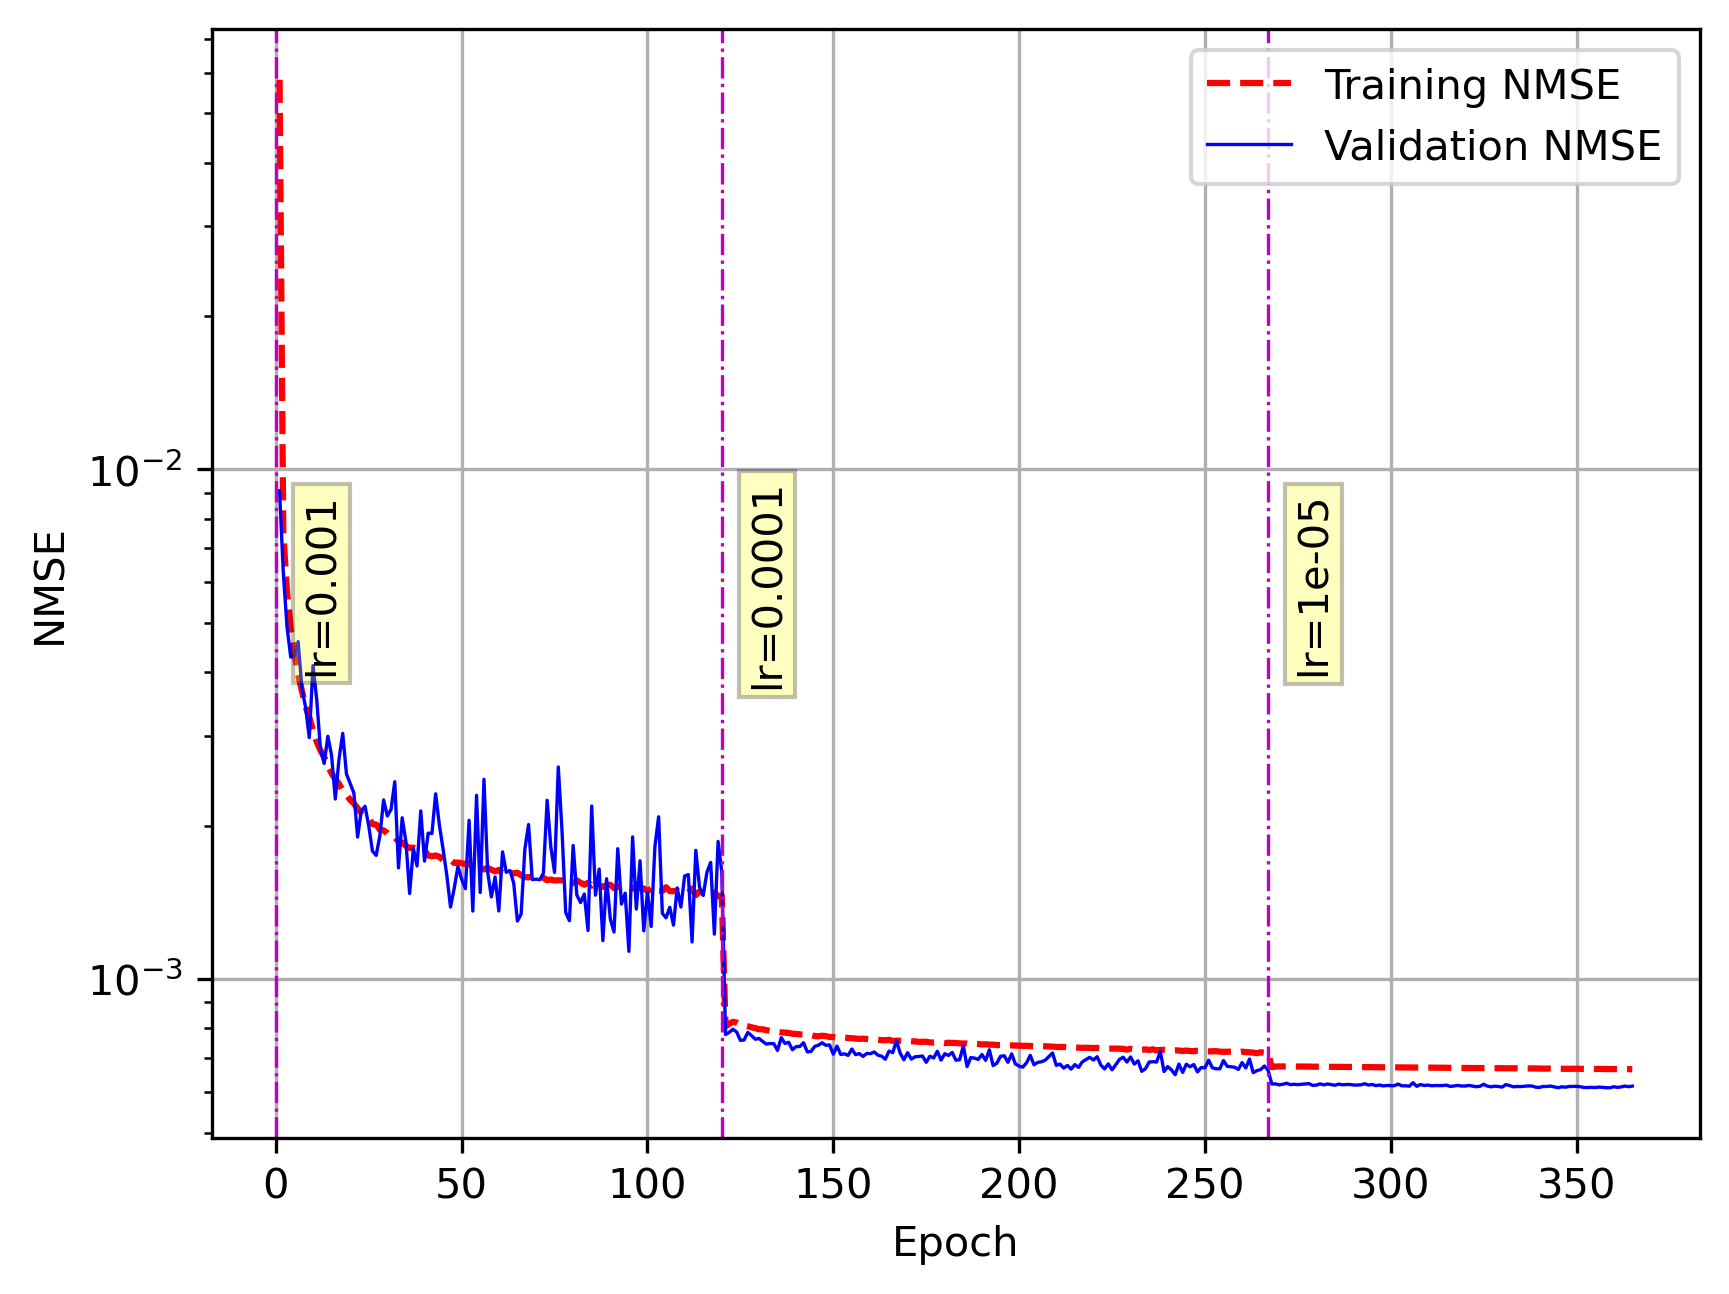 Training NMSE
Validation NMSE
NMSE
10⁻²
10⁻³
lr=0.001
lr=0.0001
lr=1e-05
0 50 100 150 200 250 300 350
Epoch